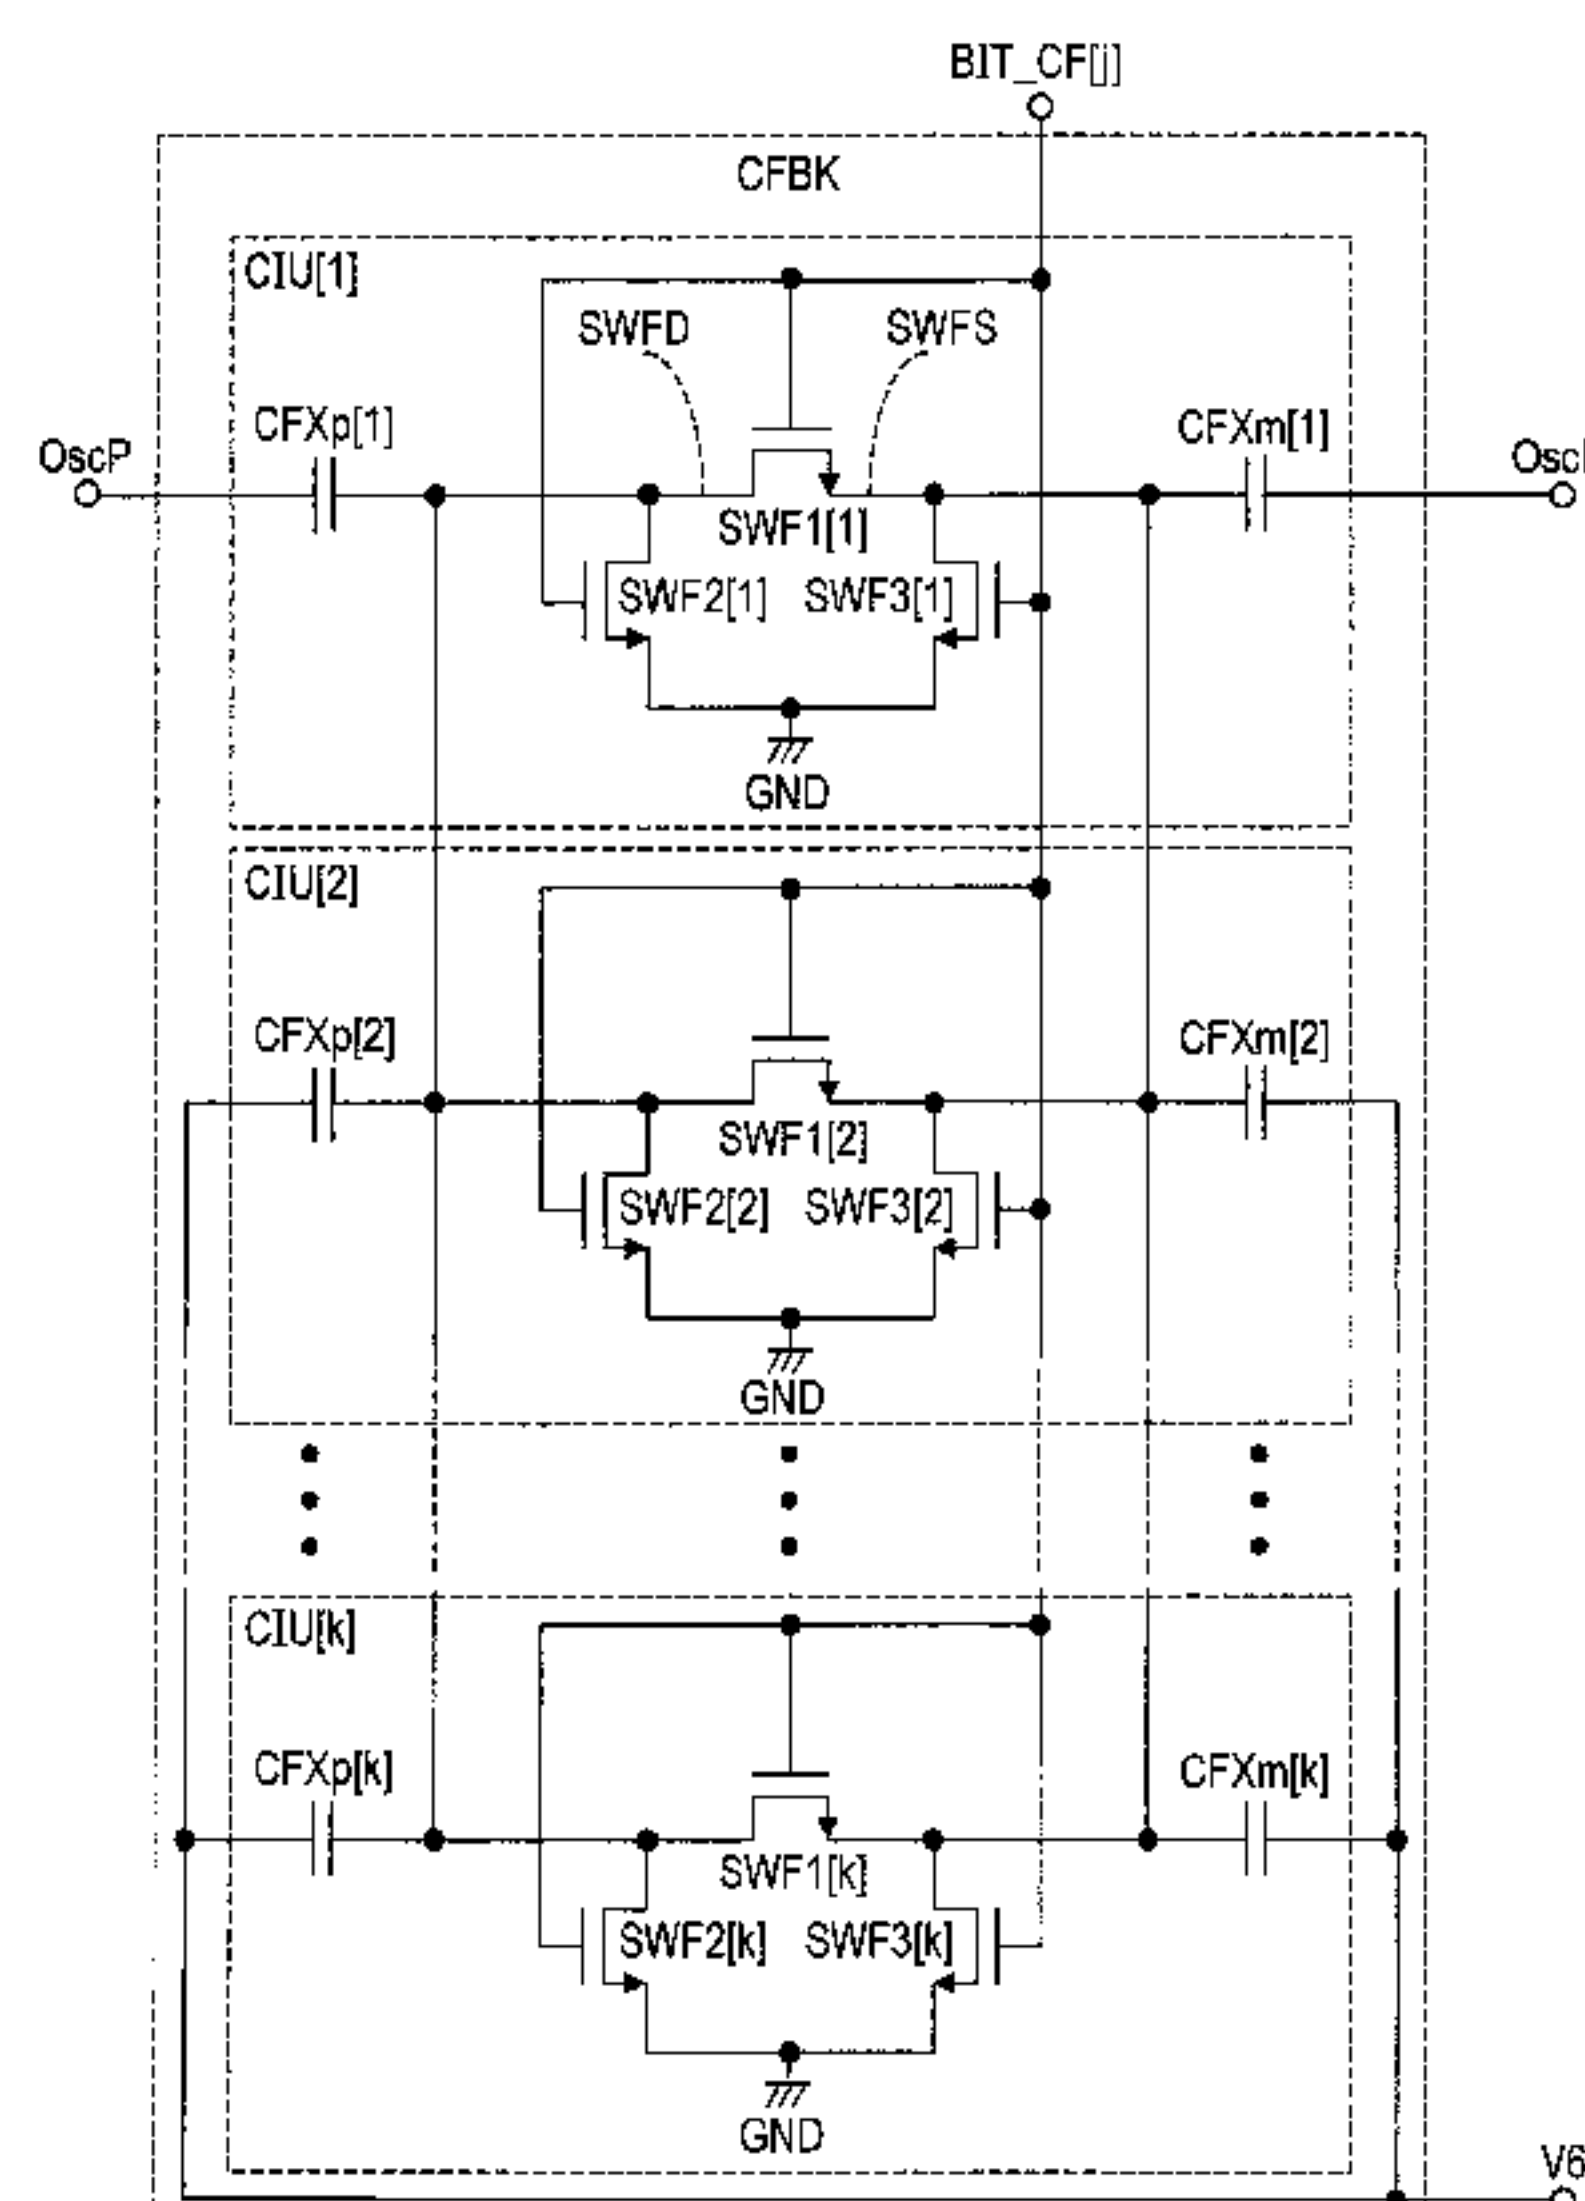 BIT_CF[j]
CFBK
CIU[1]
SWFD
SWFS
CFXp[1]
CFXm[1]
OscP
SWF1[1]
SWF2[1]
SWF3[1]
GND
CIU[2]
CFXp[2]
CFXm[2]
SWF1[2]
SWF2[2]
SWF3[2]
GND
CIU[k]
CFXp[k]
CFXm[k]
SWF1[k]
SWF2[k]
SWF3[k]
GND
V6